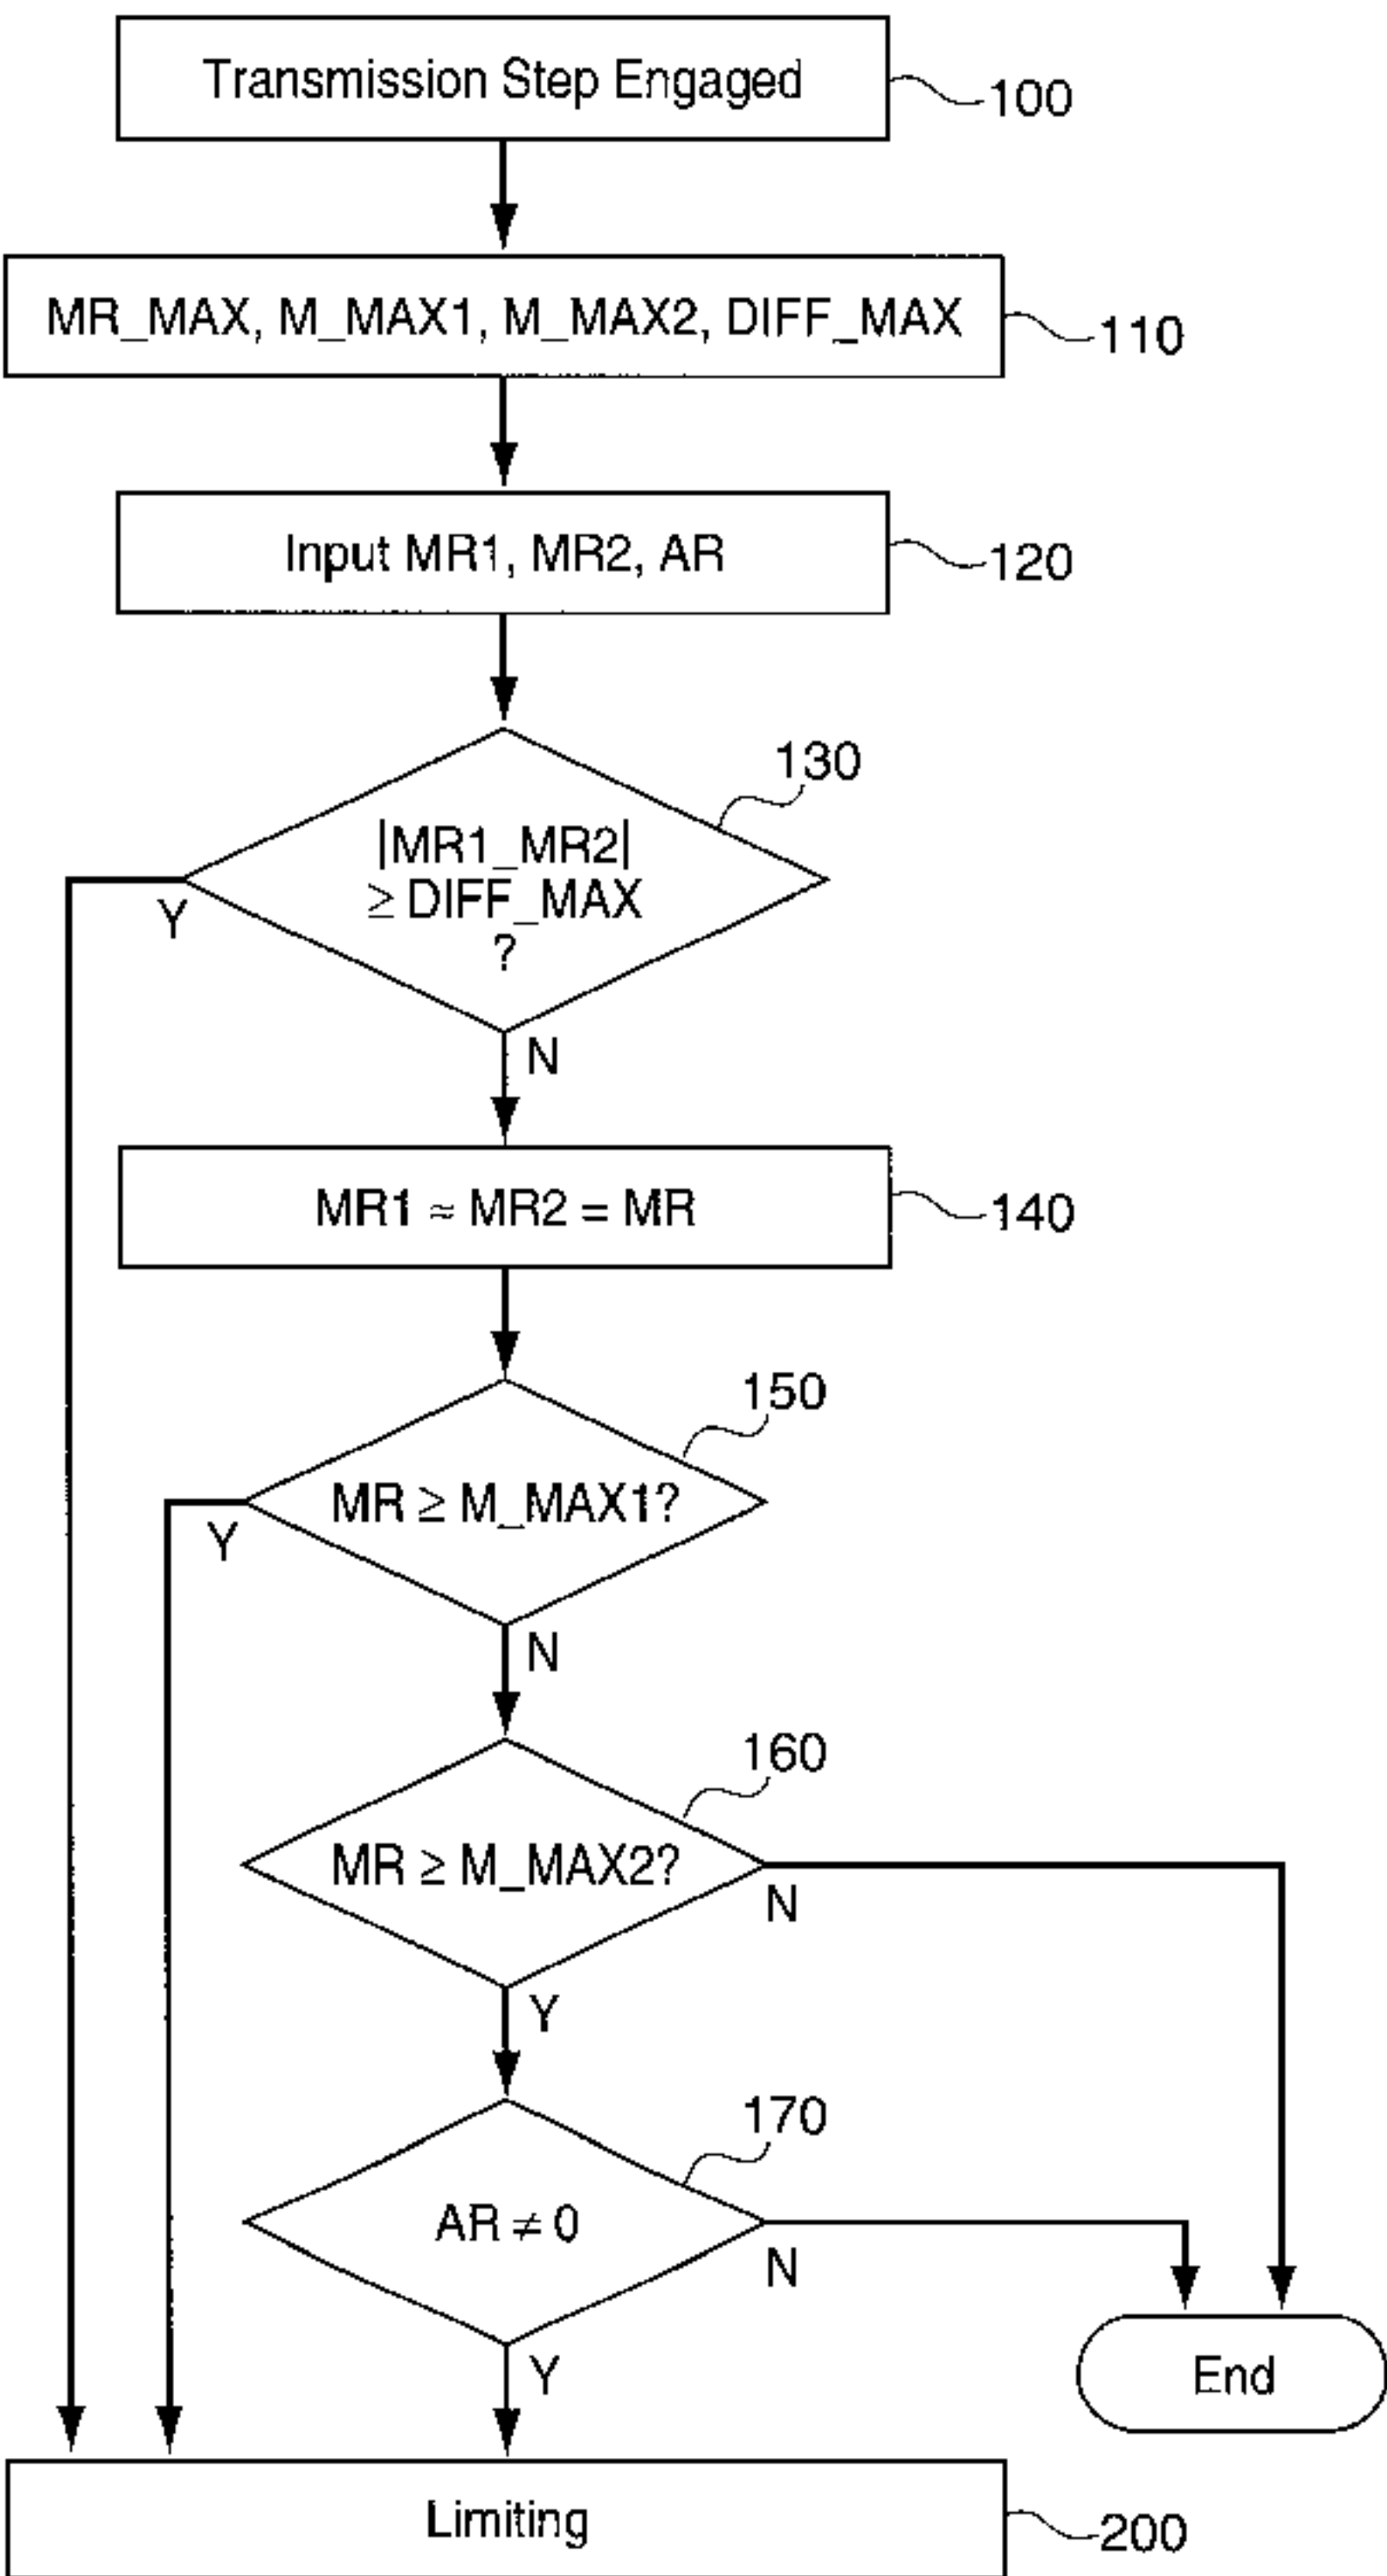 Transmission Step Engaged
100
MR_MAX, M_MAX1, M_MAX2, DIFF_MAX
110
Input MR1, MR2, AR
120
130
|MR1_MR2|
≥ DIFF_MAX
?
Y
N
MR1 ≈ MR2 = MR
140
150
MR ≥ M_MAX1?
Y
N
160
MR ≥ M_MAX2?
N
Y
170
AR ≠ 0
N
Y
End
Limiting
200